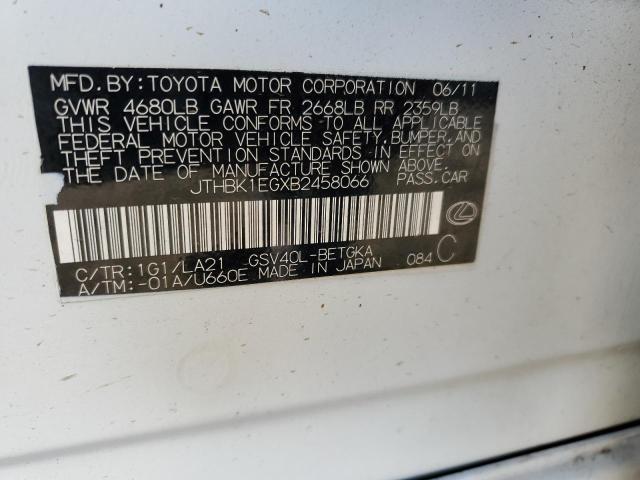 MFD. BY: TOYOTA MOTOR CORPORATION 06/11
GVWR 4680LB GAWR FR 2668LB RR 2359LB
THIS VEHICLE CONFORMS TO ALL APPLICABLE
FEDERAL MOTOR VEHICLE SAFETY, BUMPER, AND
THEFT PREVENTION STANDARDS IN EFFECT ON
THE DATE OF MANUFACTURE SHOWN ABOVE.
JTHBK1EGXB2458066 PASS.CAR
C/TR: 1G1/LA21 GSV40L-BETGKA
A/TM: -01A/U660E MADE IN JAPAN 084 C